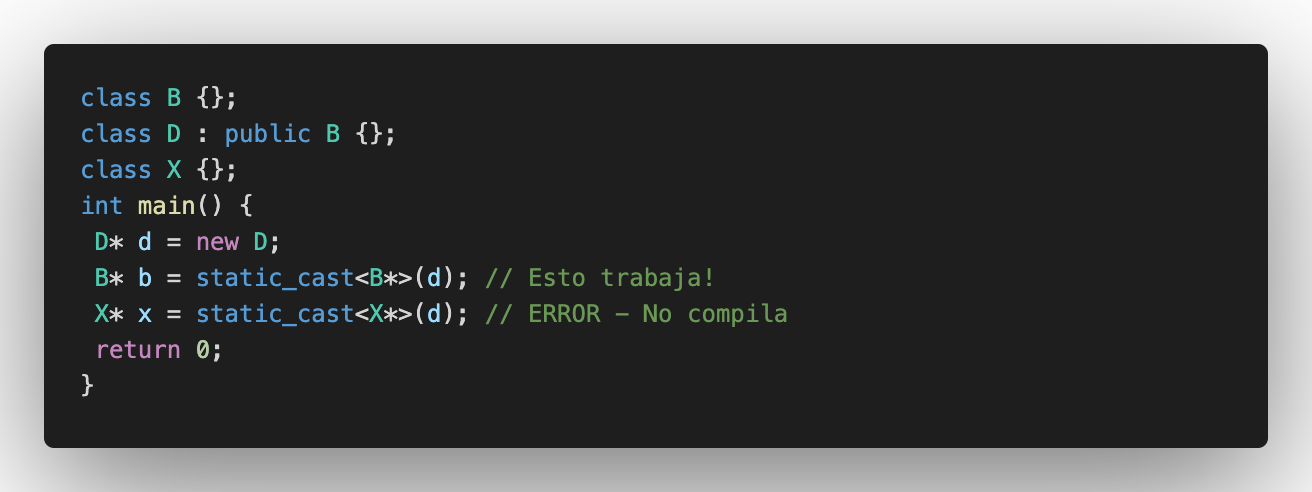 class B {};
class D : public B {};
class X {};
int main() {
 D* d = new D;
 B* b = static_cast<B*>(d); // Esto trabaja!
 X* x = static_cast<X*>(d); // ERROR - No compila
 return 0;
}